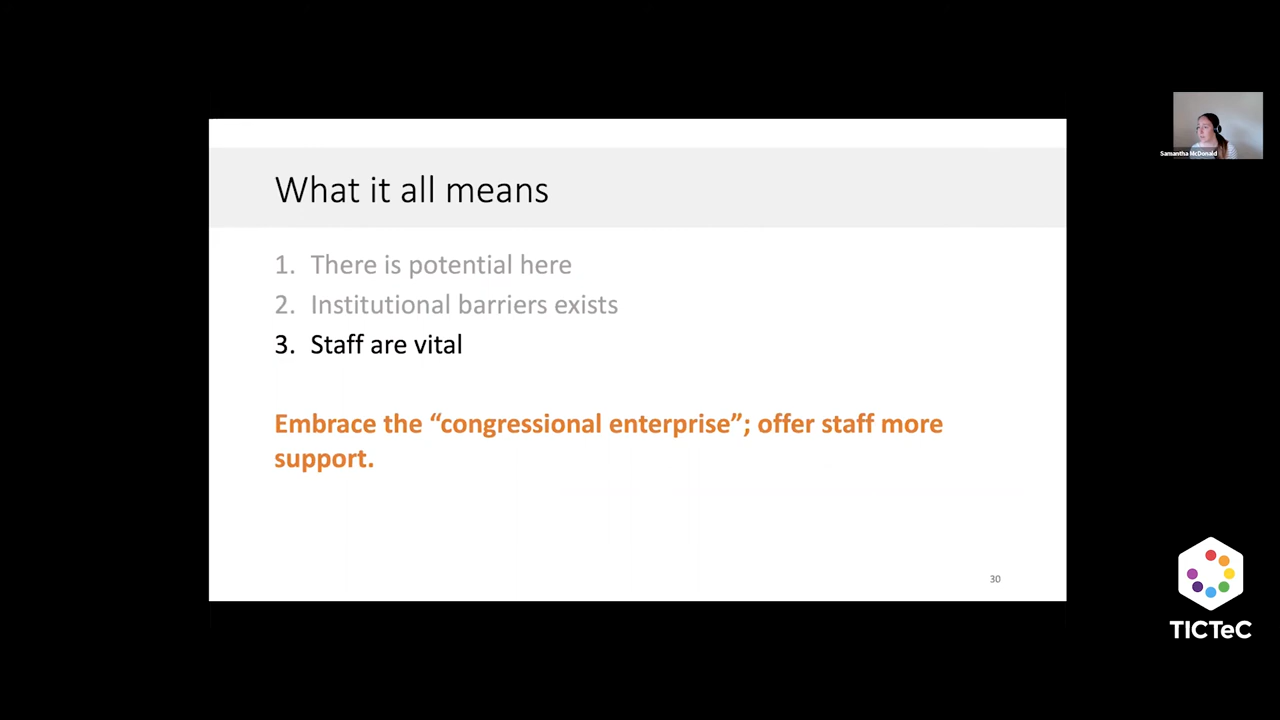 What it all means
1. There is potential here
2. Institutional barriers exists
3. Staff are vital
Embrace the “congressional enterprise”; offer staff more
support.
30
Samantha McDonald
TICTeC